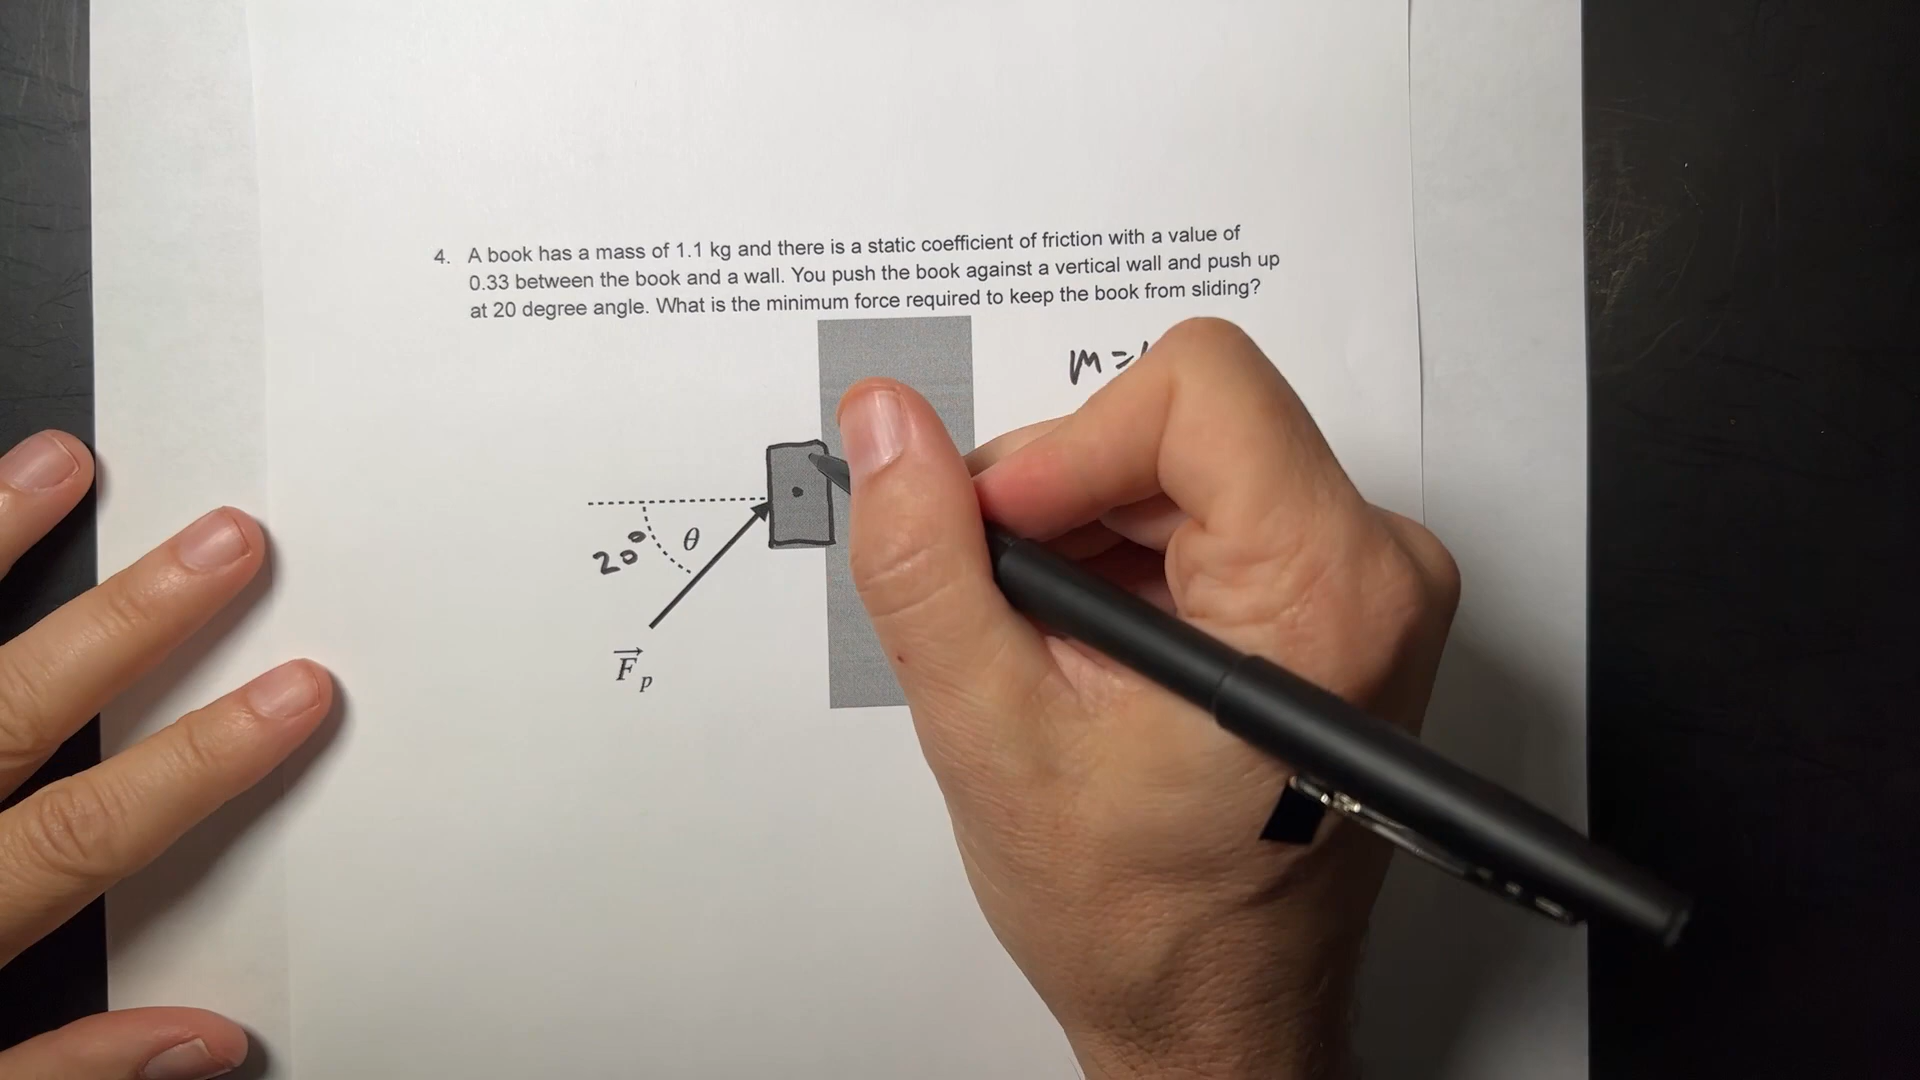 4. A book has a mass of 1.1 kg and there is a static coefficient of friction with a value of
0.33 between the book and a wall. You push the book against a vertical wall and push up
at 20 degree angle. What is the minimum force required to keep the book from sliding?
m =
θ
20°
F⃗p